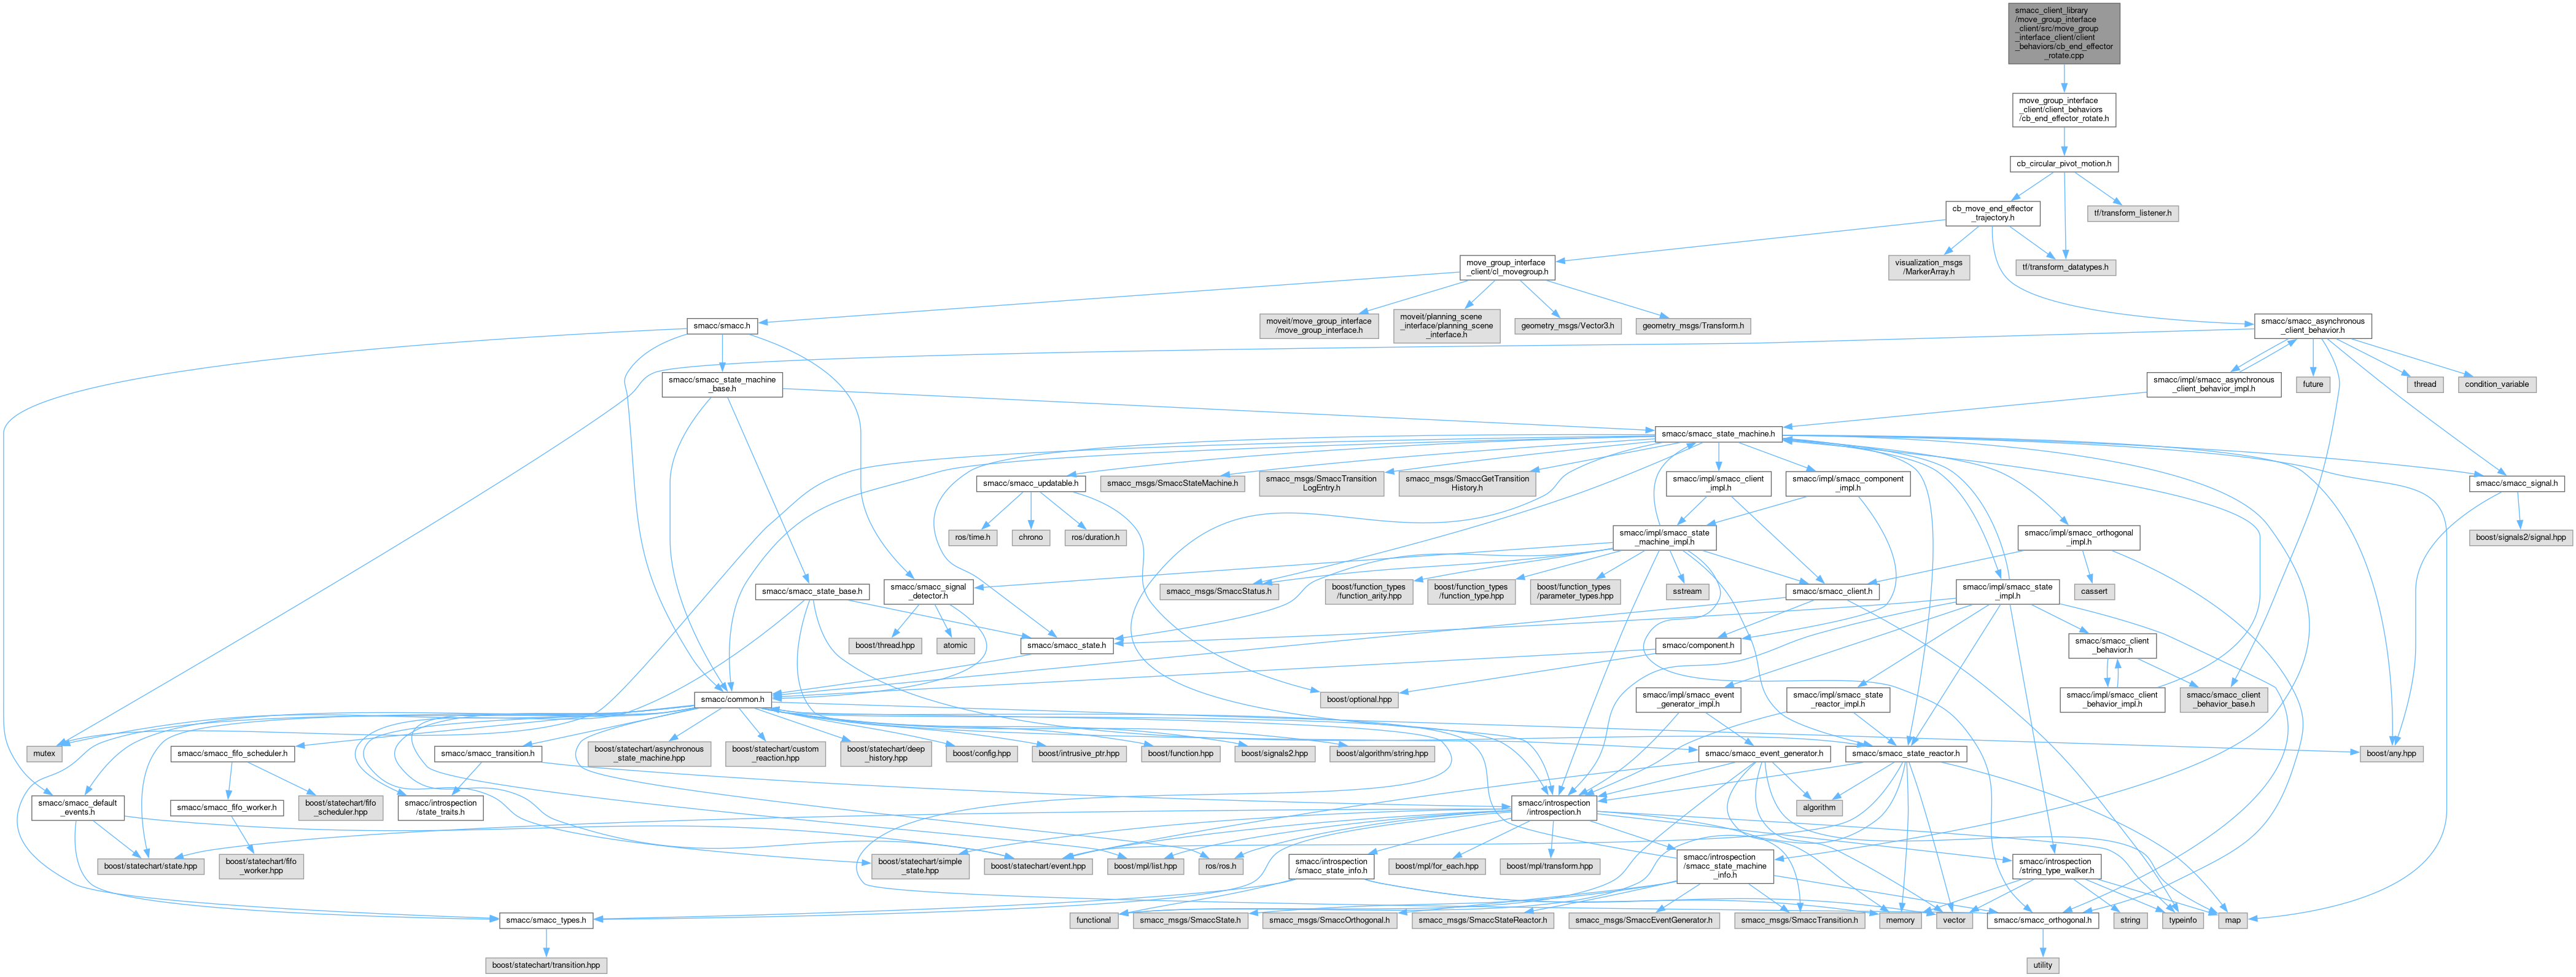 smacc_client_library
/move_group_interface
_client/src/move_group
_interface_client/client
_behaviors/cb_end_effector
_rotate.cpp
move_group_interface
_client/client_behaviors
/cb_end_effector_rotate.h
cb_circular_pivot_motion.h
cb_move_end_effector
_trajectory.h
tf/transform_listener.h
move_group_interface
_client/cl_movegroup.h
visualization_msgs
/MarkerArray.h
tf/transform_datatypes.h
smacc/smacc.h
moveit/move_group_interface
/move_group_interface.h
moveit/planning_scene
_interface/planning_scene
_interface.h
geometry_msgs/Vector3.h
geometry_msgs/Transform.h
smacc/smacc_asynchronous
_client_behavior.h
smacc/smacc_state_machine
_base.h
smacc/impl/smacc_asynchronous
_client_behavior_impl.h
future
thread
condition_variable
smacc/smacc_state_machine.h
smacc/smacc_updatable.h
smacc_msgs/SmaccStateMachine.h
smacc_msgs/SmaccTransition
LogEntry.h
smacc_msgs/SmaccGetTransition
History.h
smacc/impl/smacc_client
_impl.h
smacc/impl/smacc_component
_impl.h
smacc/smacc_signal.h
ros/time.h
chrono
ros/duration.h
smacc/impl/smacc_state
_machine_impl.h
smacc/impl/smacc_orthogonal
_impl.h
boost/signals2/signal.hpp
smacc/smacc_state_base.h
smacc/smacc_signal
_detector.h
smacc_msgs/SmaccStatus.h
boost/function_types
/function_arity.hpp
boost/function_types
/function_type.hpp
boost/function_types
/parameter_types.hpp
sstream
smacc/smacc_client.h
smacc/impl/smacc_state
_impl.h
cassert
boost/thread.hpp
atomic
smacc/smacc_state.h
smacc/component.h
smacc/smacc_client
_behavior.h
smacc/common.h
boost/optional.hpp
smacc/impl/smacc_event
_generator_impl.h
smacc/impl/smacc_state
_reactor_impl.h
smacc/impl/smacc_client
_behavior_impl.h
smacc/smacc_client
_behavior_base.h
mutex
smacc/smacc_fifo_scheduler.h
smacc/smacc_transition.h
boost/statechart/asynchronous
_state_machine.hpp
boost/statechart/custom
_reaction.hpp
boost/statechart/deep
_history.hpp
boost/config.hpp
boost/intrusive_ptr.hpp
boost/function.hpp
boost/signals2.hpp
boost/algorithm/string.hpp
smacc/smacc_event_generator.h
smacc/smacc_state_reactor.h
boost/any.hpp
smacc/smacc_default
_events.h
smacc/smacc_fifo_worker.h
boost/statechart/fifo
_scheduler.hpp
smacc/introspection
/state_traits.h
smacc/introspection
/introspection.h
algorithm
boost/statechart/state.hpp
boost/statechart/fifo
_worker.hpp
boost/statechart/simple
_state.hpp
boost/statechart/event.hpp
boost/mpl/list.hpp
ros/ros.h
smacc/introspection
/smacc_state_info.h
boost/mpl/for_each.hpp
boost/mpl/transform.hpp
smacc/introspection
/smacc_state_machine
_info.h
smacc/introspection
/string_type_walker.h
smacc/smacc_types.h
functional
smacc_msgs/SmaccState.h
smacc_msgs/SmaccOrthogonal.h
smacc_msgs/SmaccStateReactor.h
smacc_msgs/SmaccEventGenerator.h
smacc_msgs/SmaccTransition.h
memory
vector
smacc/smacc_orthogonal.h
string
typeinfo
map
boost/statechart/transition.hpp
utility